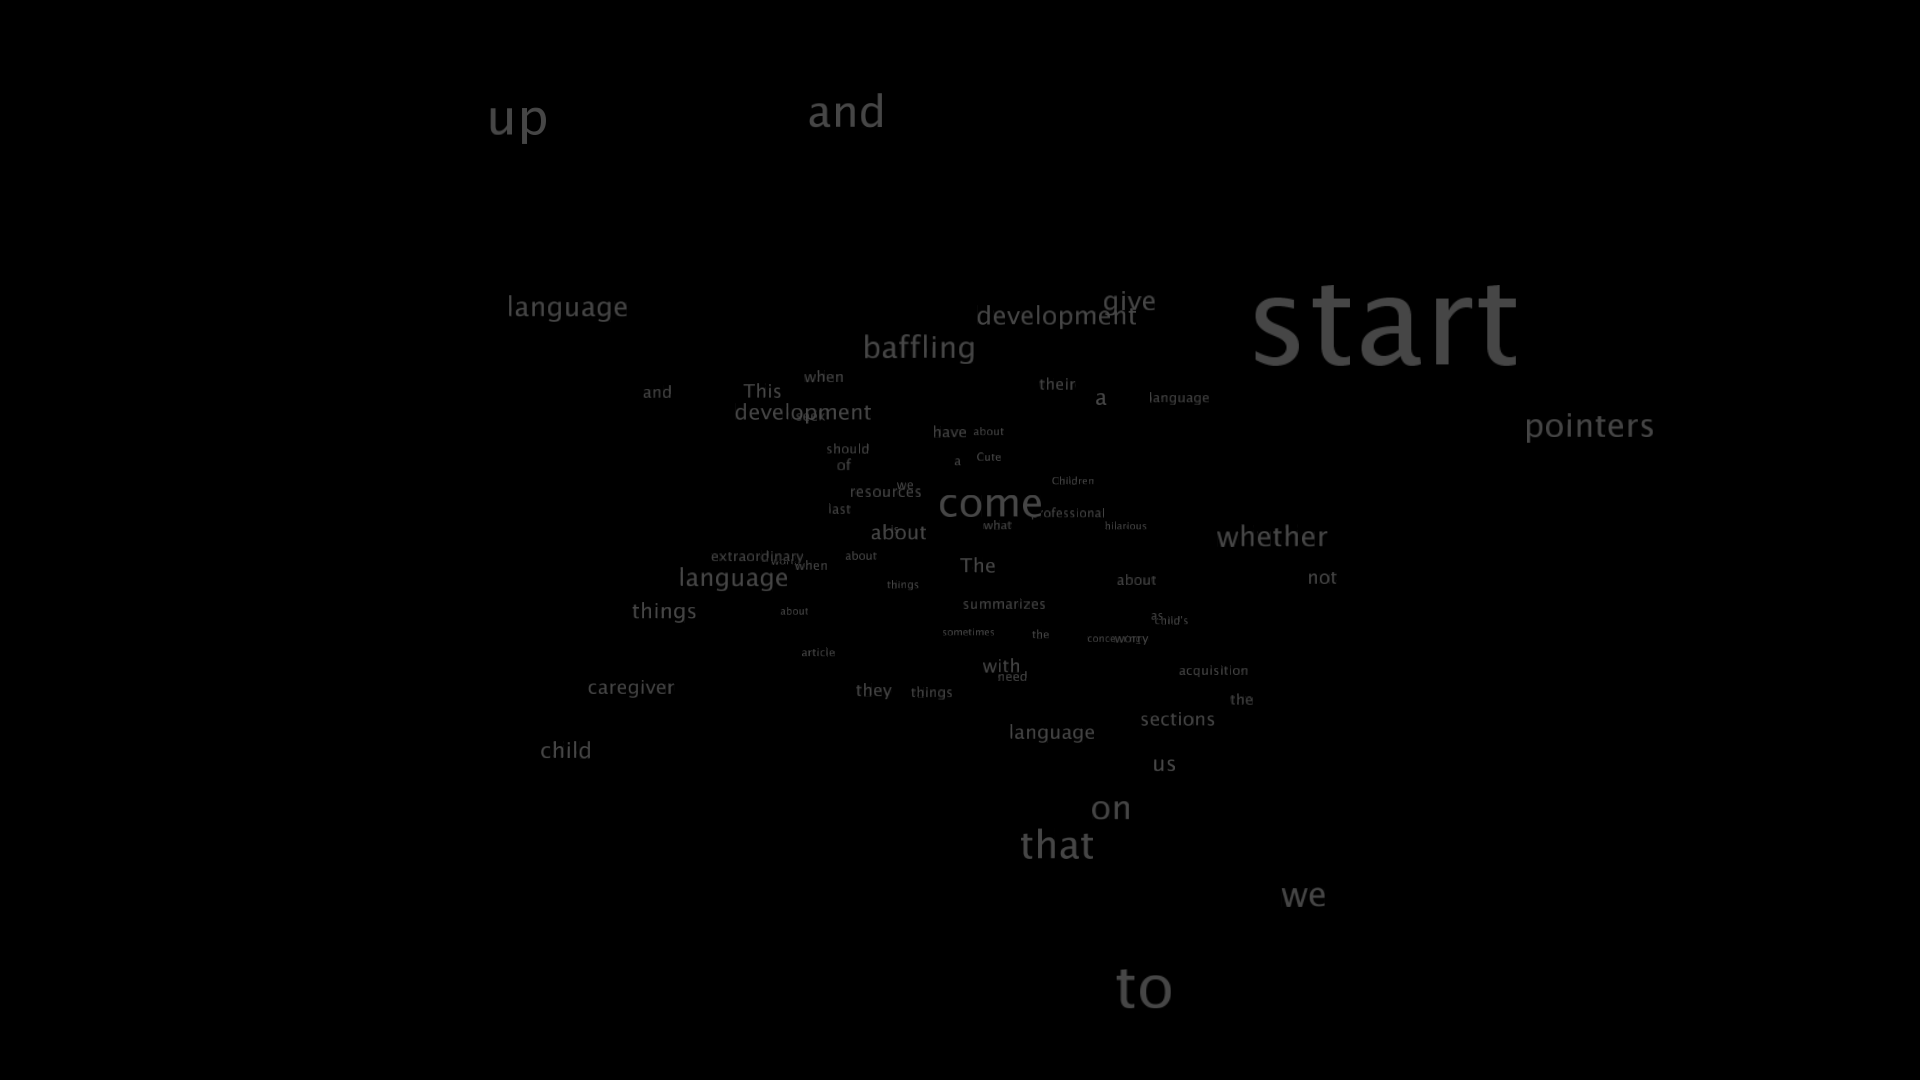 up
and
language
give
development
start
baffling
when
their
and
This
a
language
development
pointers
have
about
should
a
Cute
of
we
Children
resources
come
last
professional
what
hilarious
about
is
whether
extraordinary
about
worry
when
The
language
about
not
things
summarizes
things
about
as
child's
sometimes
the
worry
article
with
need
acquisition
caregiver
they
things
the
sections
language
child
us
on
that
we
to